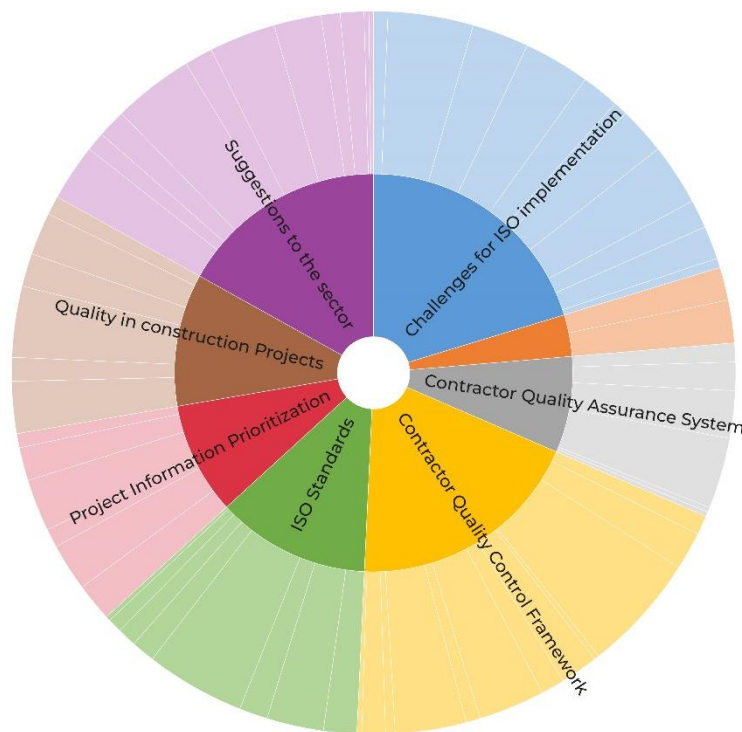 Challenges for ISO implementation
Contractor Quality Assurance System
Contractor Quality Control Framework
ISO Standards
Project Information Prioritization
Quality in construction Projects
Suggestions to the sector